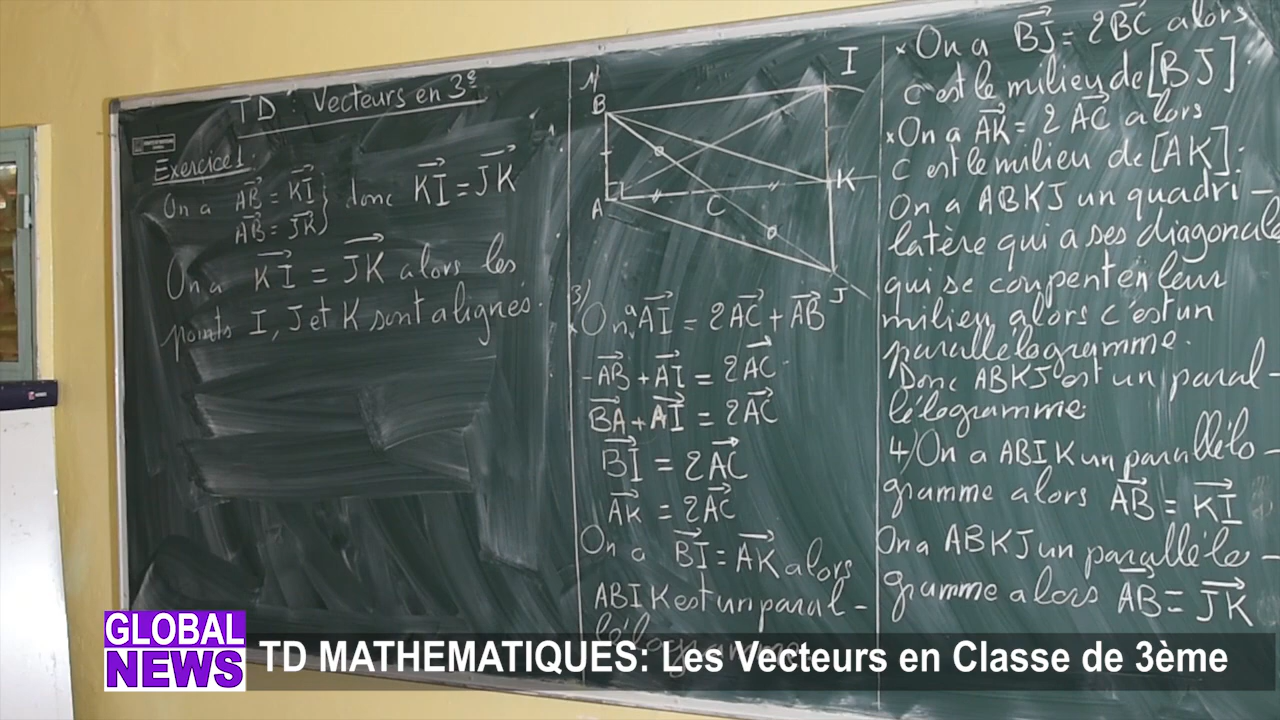 TD : Vecteurs en 3e
Exercice 1 :
On a AB = KI } donc KI = JK
AB = JK
On a KI = JK alors les
points I, J et K sont alignés.
1/
B
I
A
C
K
J
3/
On a AI = 2AC + AB
-AB + AI = 2AC
BA + AI = 2AC
BI = 2AC
AK = 2AC
On a BI = AK alors
ABIK est un paral-
lélogramme
* On a BJ = 2BC alors
C est le milieu de [BJ].
* On a AK = 2 AC alors
C est le milieu de [AK].
On a ABKJ un quadri-
latère qui a ses diagonales
qui se coupent en leur
milieu alors c'est un
parallélogramme.
Donc ABKJ est un paral-
lélogramme.
4/ On a ABIK un parallélo-
gramme alors AB = KI
On a ABKJ un parallélo-
gramme alors AB = JK
GLOBAL
NEWS
TD MATHEMATIQUES: Les Vecteurs en Classe de 3ème